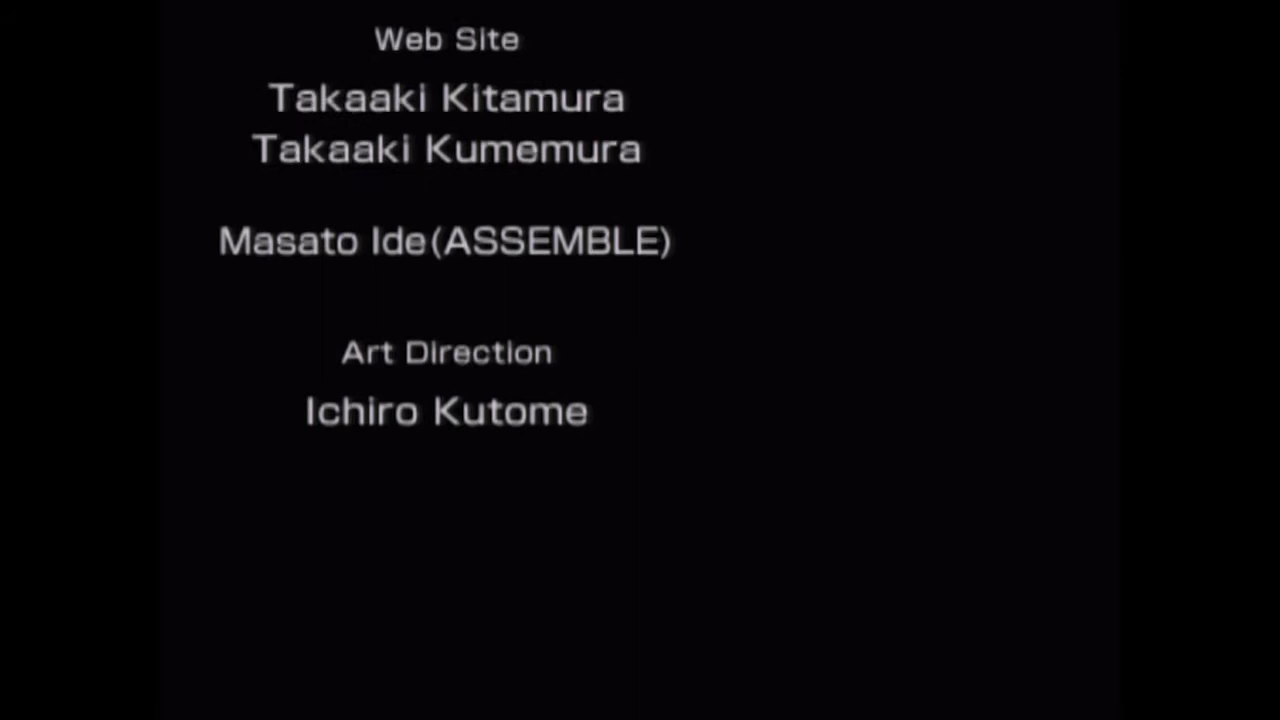 Web Site
Takaaki Kitamura
Takaaki Kumemura
Masato Ide(ASSEMBLE)
Art Direction
Ichiro Kutome